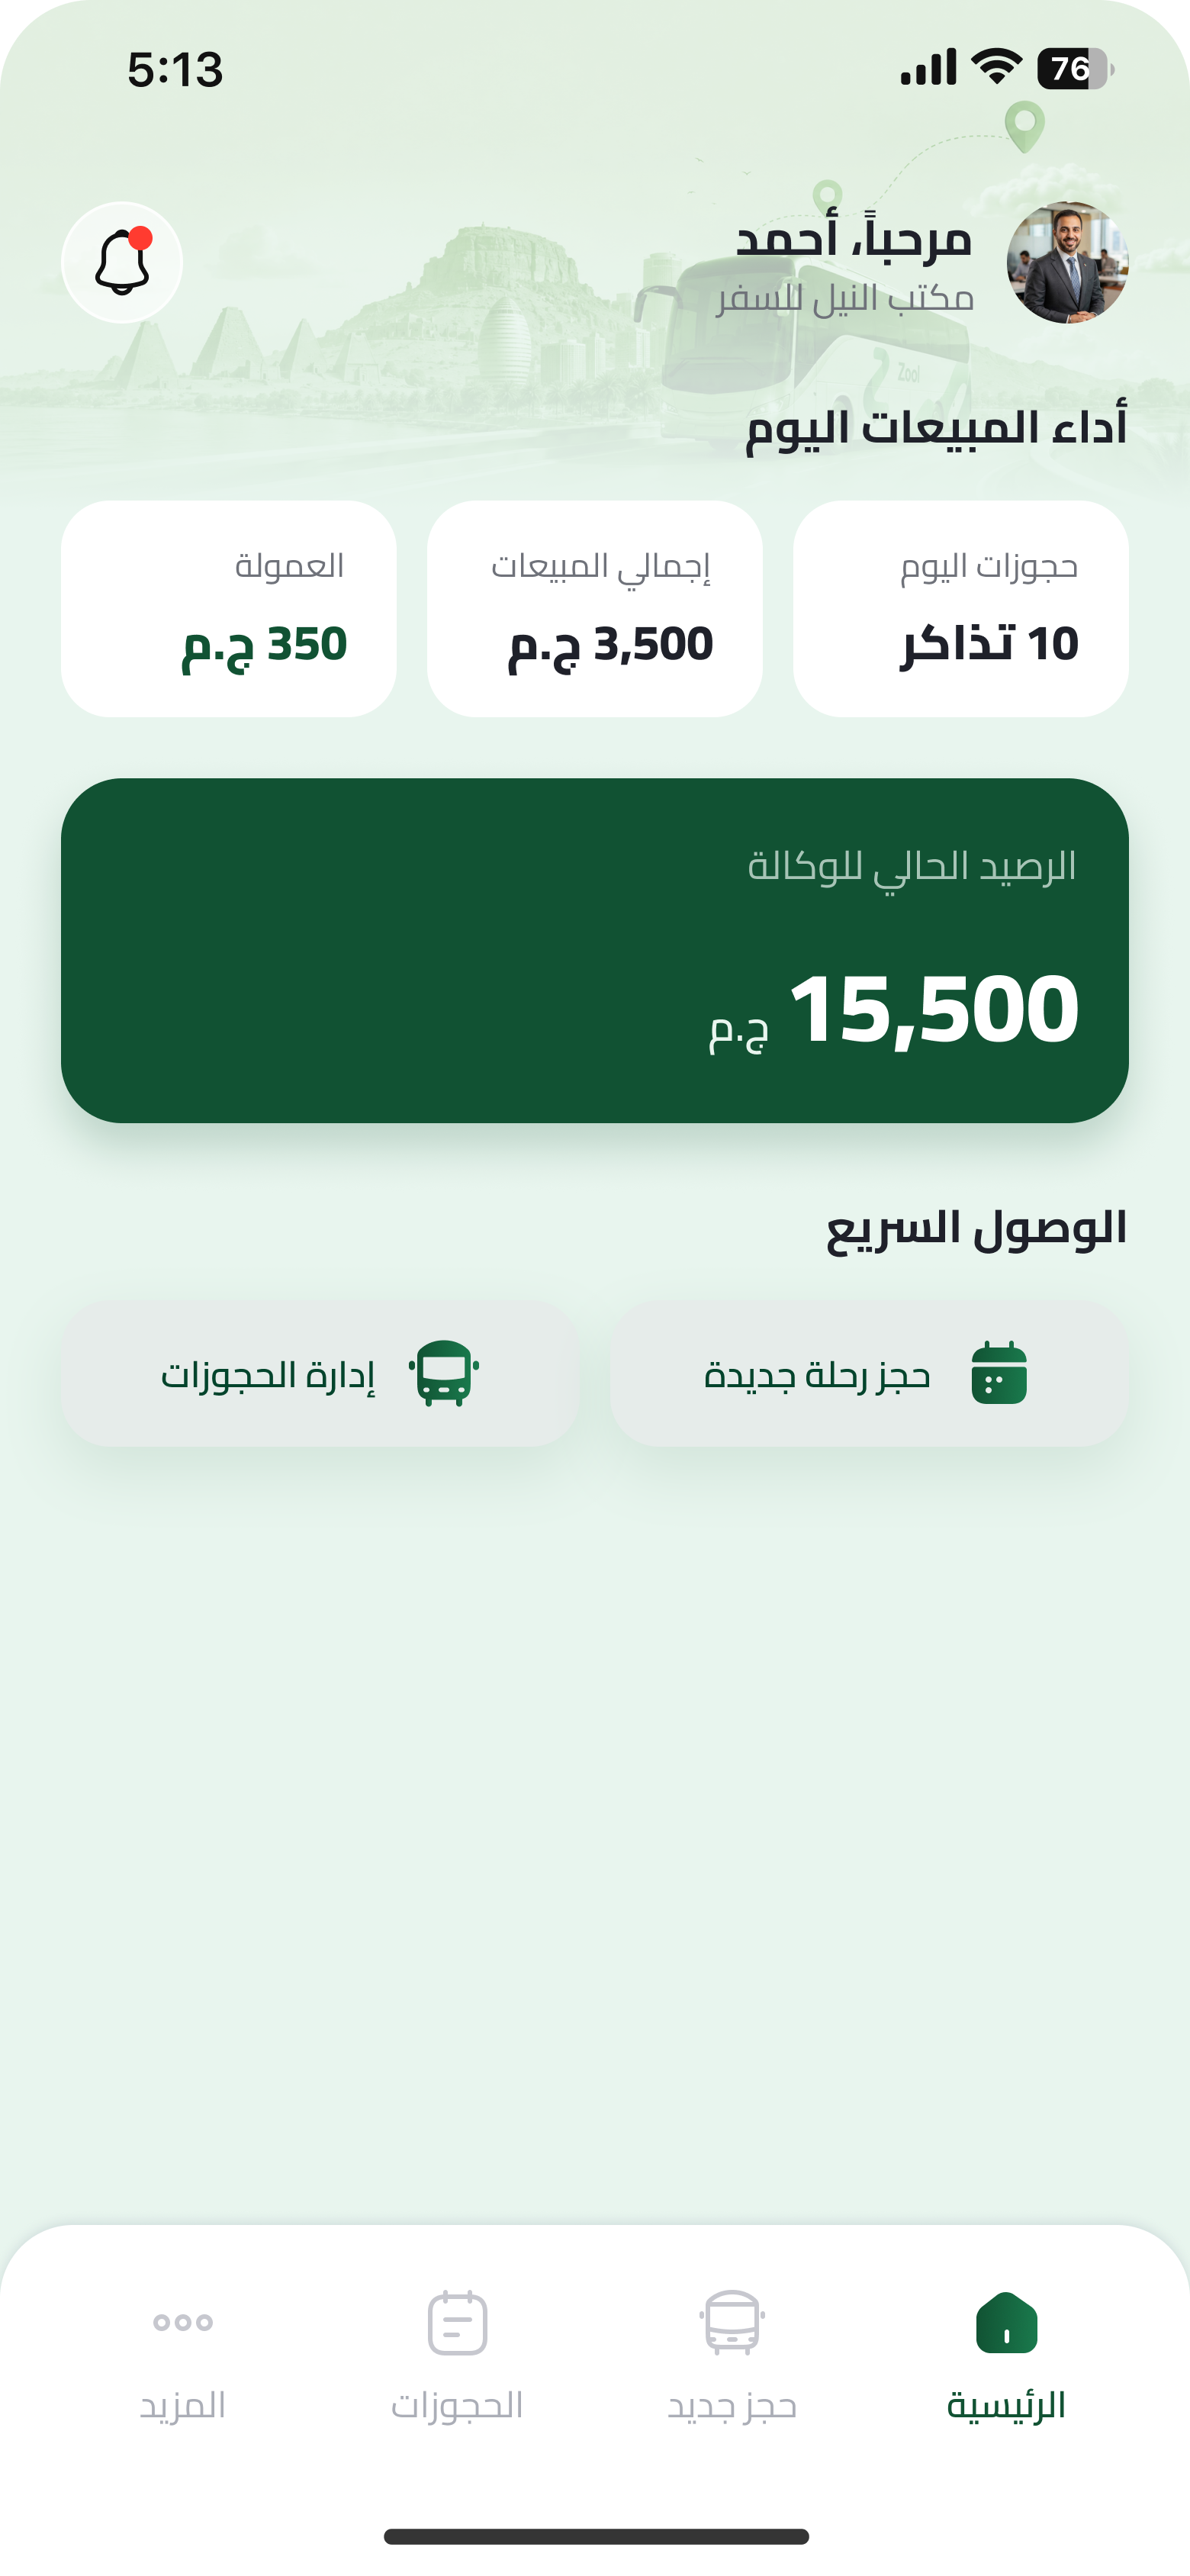 5:13
76
مرحباً، أحمد
مكتب النيل للسفر
Zool
أداء المبيعات اليوم
حجوزات اليوم
10 تذاكر
إجمالي المبيعات
3,500 ج.م
العمولة
350 ج.م
الرصيد الحالي للوكالة
15,500 ج.م
الوصول السريع
حجز رحلة جديدة
إدارة الحجوزات
الرئيسية
حجز جديد
الحجوزات
المزيد